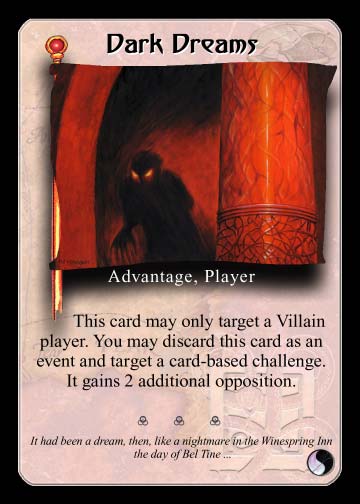 Dark Dreams
Advantage, Player
This card may only target a Villain
player. You may discard this card as an
event and target a card-based challenge.
It gains 2 additional opposition.
It had been a dream, then, like a nightmare in the Winespring Inn
the day of Bel Tine ...